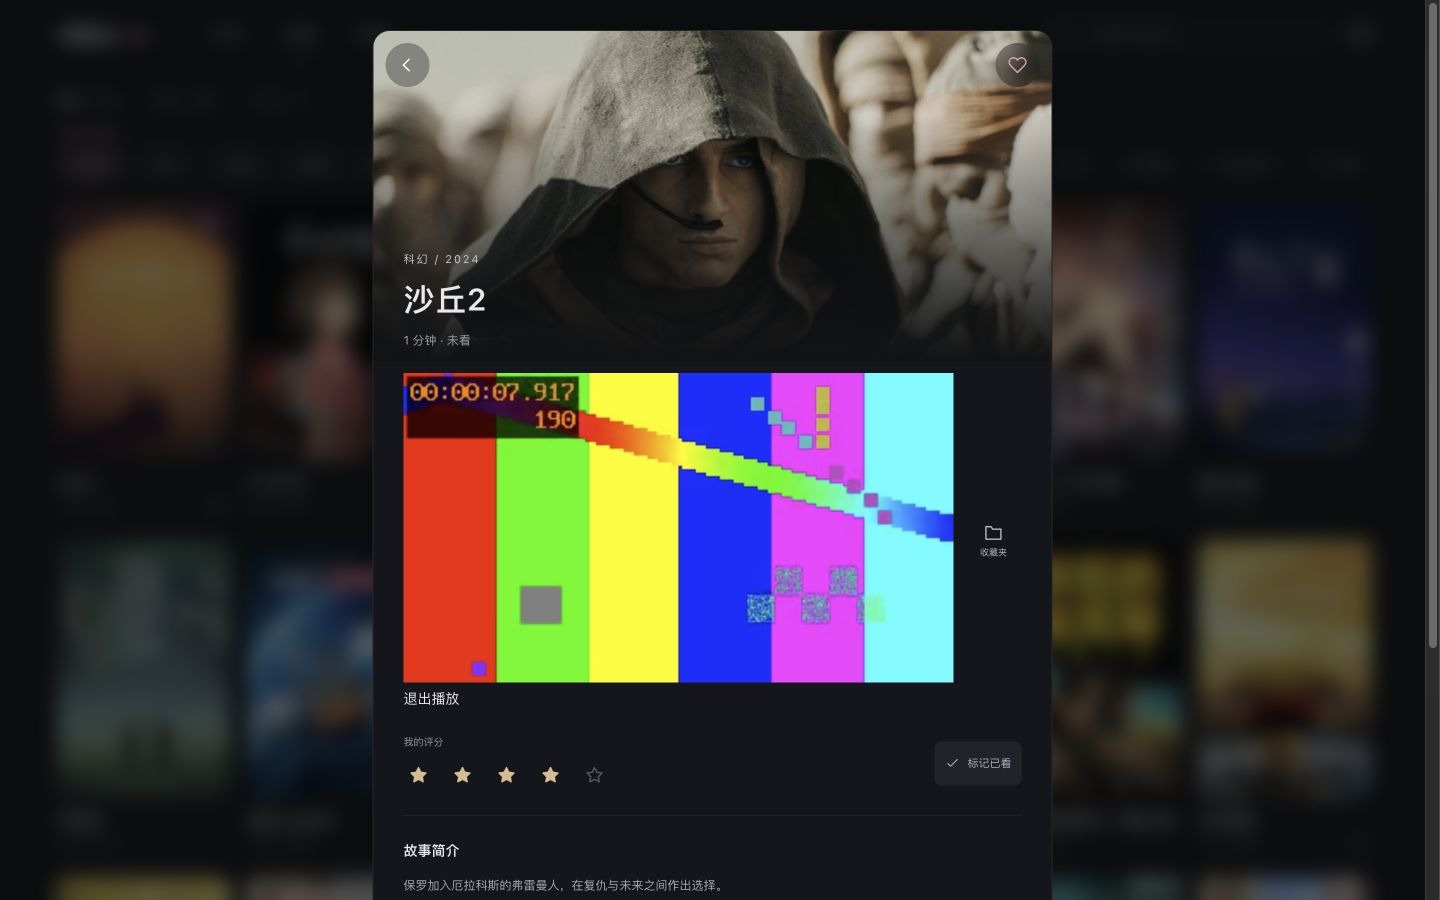 科幻 / 2024
沙丘2
1 分钟 · 未看
00:00:07.917
190
收藏夹
退出播放
我的评分
标记已看
故事简介
保罗加入厄拉科斯的弗雷曼人，在复仇与未来之间作出选择。